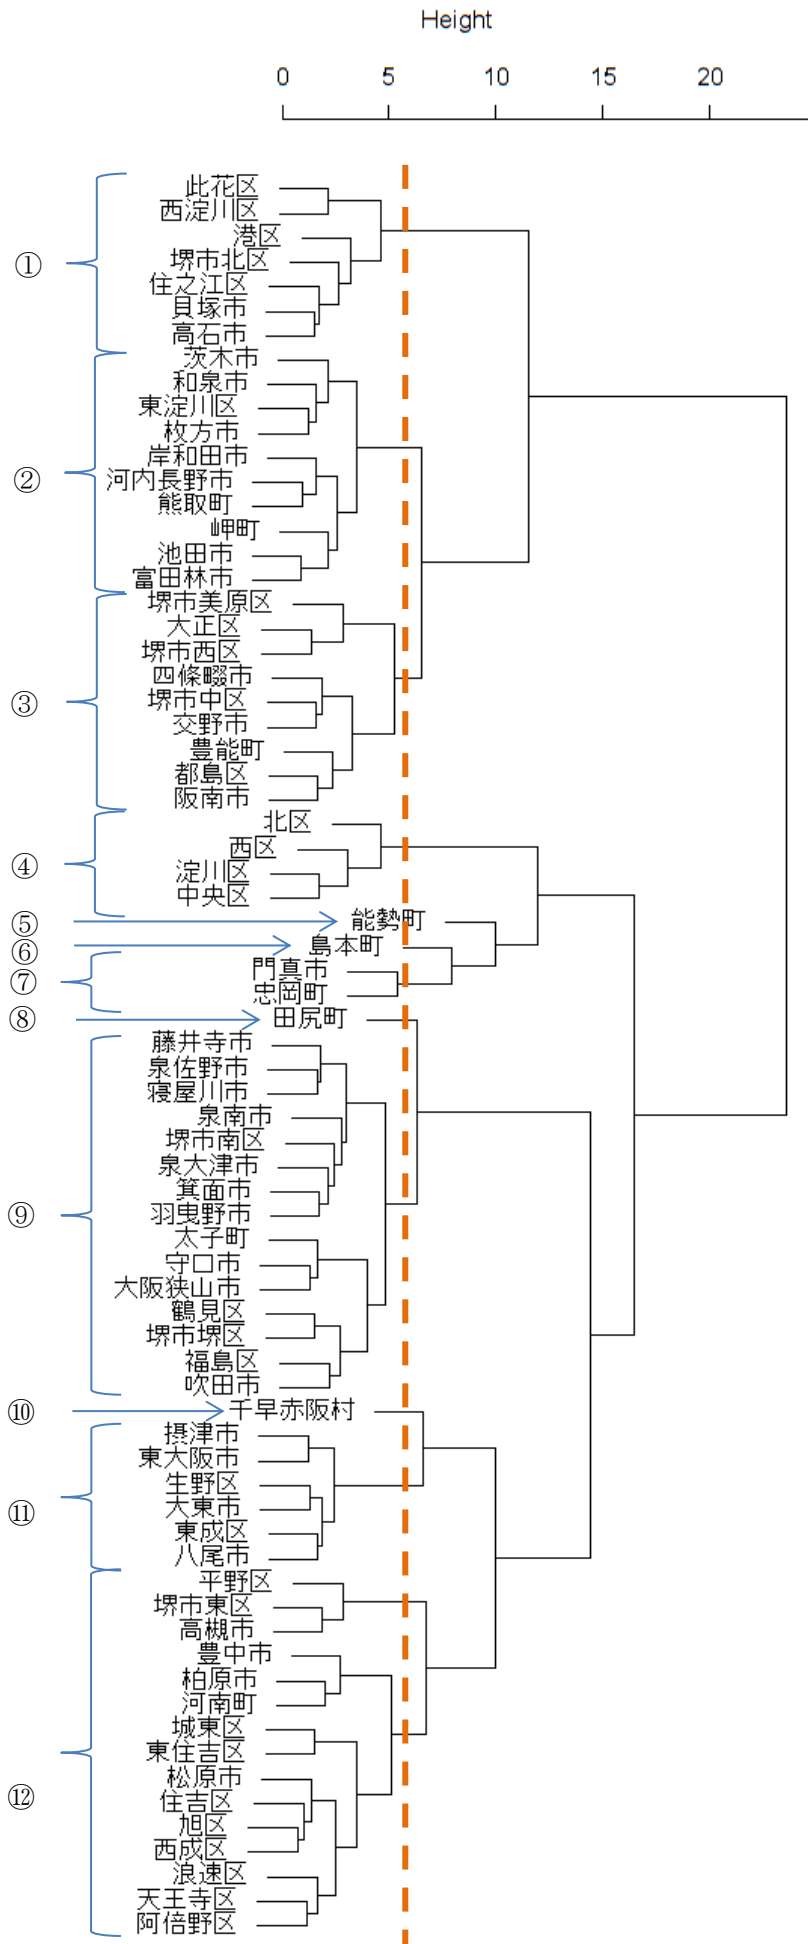 Height
0 5 10 15 20
①
此花区
西淀川区
港区
堺市北区
住之江区
貝塚市
高石市
②
茨木市
和泉市
東淀川区
枚方市
岸和田市
河内長野市
熊取町
岬町
池田市
富田林市
③
堺市美原区
大正区
堺市西区
四條畷市
堺市中区
交野市
豊能町
都島区
阪南市
④
北区
西区
淀川区
中央区
⑤
能勢町
⑥
島本町
⑦
門真市
忠岡町
⑧
田尻町
⑨
藤井寺市
泉佐野市
寝屋川市
泉南市
堺市南区
泉大津市
箕面市
羽曳野市
太子町
守口市
大阪狭山市
鶴見区
堺市堺区
福島区
吹田市
⑩
千早赤阪村
⑪
摂津市
東大阪市
生野区
大東市
東成区
八尾市
⑫
平野区
堺市東区
高槻市
豊中市
柏原市
河南町
城東区
東住吉区
松原市
住吉区
旭区
西成区
浪速区
天王寺区
阿倍野区